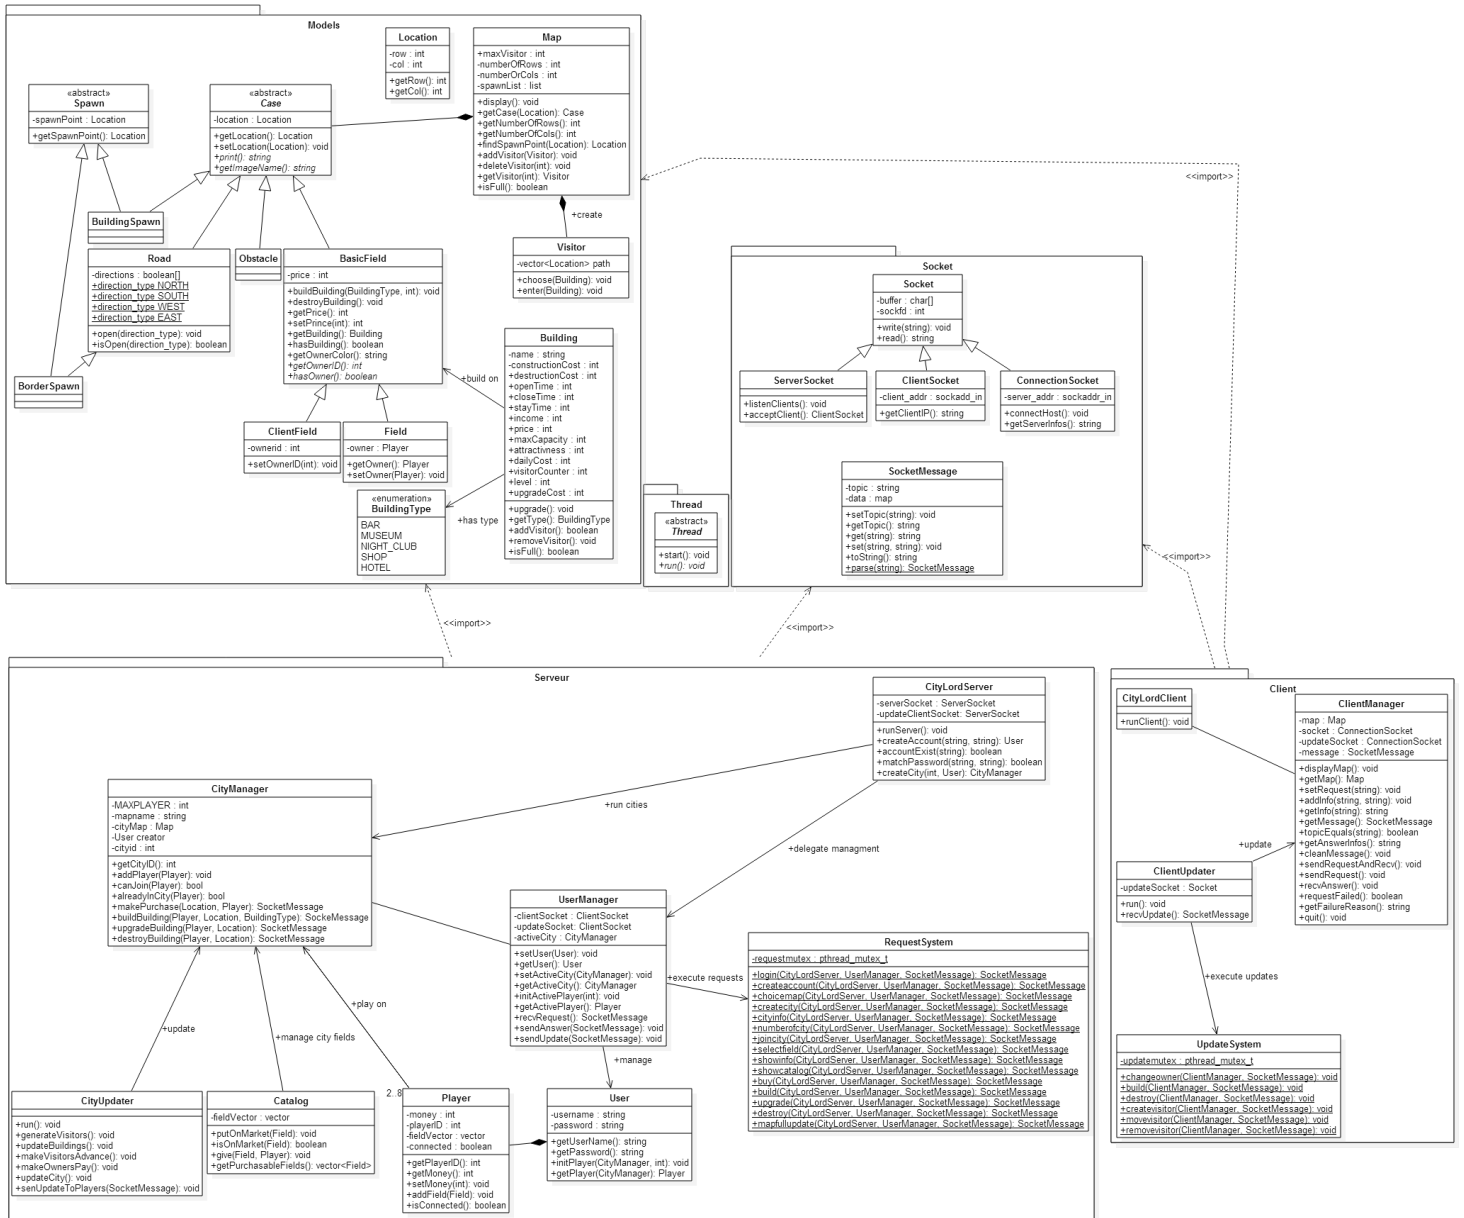 Models
Location
-row : int
-col : int
+getRow(): int
+getCol(): int
Map
+maxVisitor : int
-numberOfRows : int
-numberOrCols : int
-spawnList : list
+display(): void
+getCase(Location): Case
+getNumberOfRows(): int
+getNumberOfCols(): int
+findSpawnPoint(Location): Location
+addVisitor(Visitor): void
+deleteVisitor(int): void
+getVisitor(int): Visitor
+isFull(): boolean
«abstract»
Spawn
-spawnPoint : Location
+getSpawnPoint(): Location
«abstract»
Case
-location : Location
+getLocation(): Location
+setLocation(Location): void
+print(): string
+getImageName(): string
+create
BuildingSpawn
Visitor
-vector<Location> path
+choose(Building): void
+enter(Building): void
Road
-directions : boolean[]
+direction_type NORTH
+direction_type SOUTH
+direction_type WEST
+direction_type EAST
+open(direction_type): void
+isOpen(direction_type): boolean
Obstacle
BasicField
-price : int
+buildBuilding(BuildingType, int): void
+destroyBuilding(): void
+getPrice(): int
+setPrince(int): int
+getBuilding(): Building
+hasBuilding(): boolean
+getOwnerColor(): string
+getOwnerID(): int
+hasOwner(): boolean
BorderSpawn
+build on
Building
-name : string
-constructionCost : int
+destructionCost : int
+openTime : int
+closeTime : int
+stayTime : int
+income : int
+price : int
+maxCapacity : int
+attractivness : int
+dailyCost : int
+visitorCounter : int
+level : int
+upgradeCost : int
+upgrade(): void
+getType(): BuildingType
+addVisitor(): boolean
+removeVisitor(): void
+isFull(): boolean
ClientField
-ownerid : int
+setOwnerID(int): void
Field
-owner : Player
+getOwner(): Player
+setOwner(Player): void
«enumeration»
BuildingType
BAR
MUSEUM
NIGHT_CLUB
SHOP
HOTEL
+has type
Thread
«abstract»
Thread
+start(): void
+run(): void
<<import>>
Socket
Socket
-buffer : char[]
-sockfd : int
+write(string): void
+read(): string
ServerSocket
+listenClients(): void
+acceptClient(): ClientSocket
ClientSocket
-client_addr : sockadd_in
+getClientIP(): string
ConnectionSocket
-server_addr : sockaddr_in
+connectHost(): void
+getServerInfos(): string
SocketMessage
-topic : string
-data : map
+setTopic(string): void
+getTopic(): string
+get(string): string
+set(string, string): void
+toString(): string
+parse(string): SocketMessage
<<import>>
<<import>>
<<import>>
Serveur
CityLordServer
-serverSocket : ServerSocket
-updateClientSocket: ServerSocket
+runServer(): void
+createAccount(string, string): User
+accountExist(string): boolean
+matchPassword(string, string): boolean
+createCity(int, User): CityManager
CityManager
-MAXPLAYER : int
-mapname : string
-cityMap : Map
-User creator
-cityid : int
+getCityID(): int
+addPlayer(Player): void
+canJoin(Player): bool
+alreadyInCity(Player): bool
+makePurchase(Location, Player): SocketMessage
+buildBuilding(Player, Location, BuildingType): SockeMessage
+upgradeBuilding(Player, Location): SocketMessage
+destroyBuilding(Player, Location): SocketMessage
+run cities
+delegate managment
UserManager
-clientSocket : ClientSocket
-updateSocket: ClientSocket
-activeCity : CityManager
+setUser(User): void
+getUser(): User
+setActiveCity(CityManager): void
+getActiveCity(): CityManager
+initActivePlayer(int): void
+getActivePlayer(): Player
+recvRequest(): SocketMessage
+sendAnswer(SocketMessage): void
+sendUpdate(SocketMessage): void
+execute requests
RequestSystem
-requestmutex : pthread_mutex_t
+login(CityLordServer, UserManager, SocketMessage): SocketMessage
+createaccount(CityLordServer, UserManager, SocketMessage): SocketMessage
+choicemap(CityLordServer, UserManager, SocketMessage): SocketMessage
+createcity(CityLordServer, UserManager, SocketMessage): SocketMessage
+cityinfo(CityLordServer, UserManager, SocketMessage): SocketMessage
+numberofcity(CityLordServer, UserManager, SocketMessage): SocketMessage
+joincity(CityLordServer, UserManager, SocketMessage): SocketMessage
+selectfield(CityLordServer, UserManager, SocketMessage): SocketMessage
+showinfo(CityLordServer, UserManager, SocketMessage): SocketMessage
+showcatalog(CityLordServer, UserManager, SocketMessage): SocketMessage
+buy(CityLordServer, UserManager, SocketMessage): SocketMessage
+build(CityLordServer, UserManager, SocketMessage): SocketMessage
+upgrade(CityLordServer, UserManager, SocketMessage): SocketMessage
+destroy(CityLordServer, UserManager, SocketMessage): SocketMessage
+mapfullupdate(CityLordServer, UserManager, SocketMessage): SocketMessage
+update
+manage city fields
+play on
+manage
2..8
CityUpdater
+run(): void
+generateVisitors(): void
+updateBuildings(): void
+makeVisitorsAdvance(): void
+makeOwnersPay(): void
+updateCity(): void
+senUpdateToPlayers(SocketMessage): void
Catalog
-fieldVector : vector
+putOnMarket(Field): void
+isOnMarket(Field): boolean
+give(Field, Player): void
+getPurchasableFields(): vector<Field>
Player
-money : int
-playerID : int
-fieldVector : vector
-connected : boolean
+getPlayerID(): int
+getMoney(): int
+setMoney(int): void
+addField(Field): void
+isConnected(): boolean
User
-username : string
-password : string
+getUserName(): string
+getPassword(): string
+initPlayer(CityManager, int): void
+getPlayer(CityManager): Player
Client
CityLordClient
+runClient(): void
ClientManager
-map : Map
-socket : ConnectionSocket
-updateSocket : ConnectionSocket
-message : SocketMessage
+displayMap(): void
+getMap(): Map
+setRequest(string): void
+addInfo(string, string): void
+getInfo(string): string
+getMessage(): SocketMessage
+topicEquals(string): boolean
+getAnswerInfos(): string
+cleanMessage(): void
+sendRequestAndRecv(): void
+sendRequest(): void
+recvAnswer(): void
+requestFailed(): boolean
+getFailureReason(): string
+quit(): void
+update
ClientUpdater
-updateSocket : Socket
+run(): void
+recvUpdate(): SocketMessage
+execute updates
UpdateSystem
-updatemutex : pthread_mutex_t
+changeowner(ClientManager, SocketMessage): void
+build(ClientManager, SocketMessage): void
+destroy(ClientManager, SocketMessage): void
+createvisitor(ClientManager, SocketMessage): void
+movevisitor(ClientManager, SocketMessage): void
+removevisitor(ClientManager, SocketMessage): void